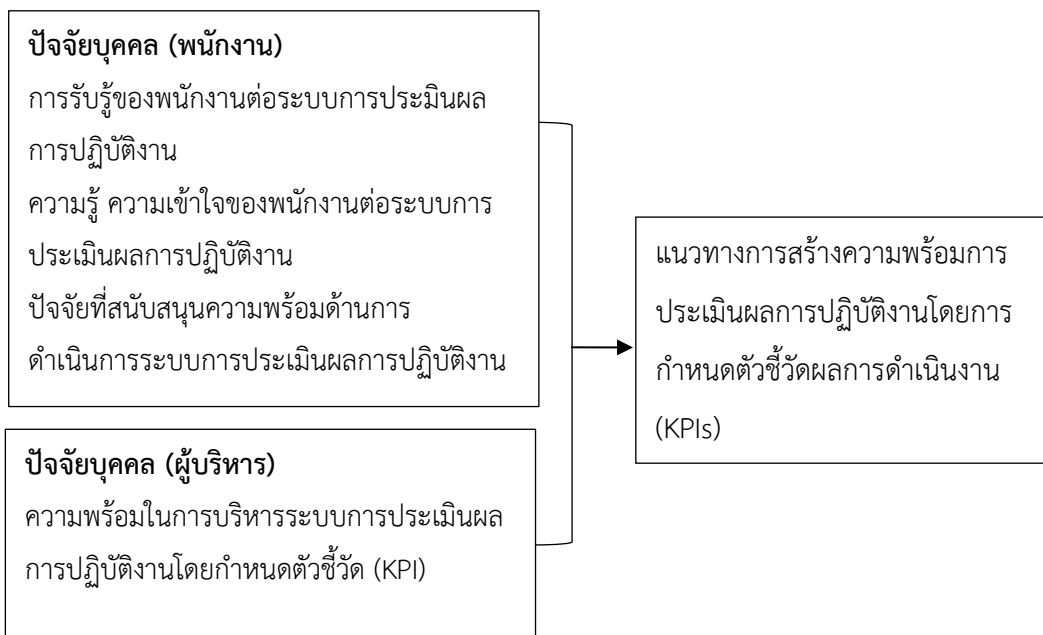 ปัจจัยบุคคล (พนักงาน)
การรับรู้ของพนักงานต่อระบบการประมินผล
การปฏิบัติงาน
ความรู้ ความเข้าใจของพนักงานต่อระบบการ
ประเมินผลการปฏิบัติงาน
ปัจจัยที่สนับสนุนความพร้อมด้านการ
ดำเนินการระบบการประเมินผลการปฏิบัติงาน
แนวทางการสร้างความพร้อมการ
ประเมินผลการปฏิบัติงานโดยการ
กำหนดตัวชี้วัดผลการดำเนินงาน
(KPIs)
ปัจจัยบุคคล (ผู้บริหาร)
ความพร้อมในการบริหารระบบการประเมินผล
การปฏิบัติงานโดยกำหนดตัวชี้วัด (KPI)